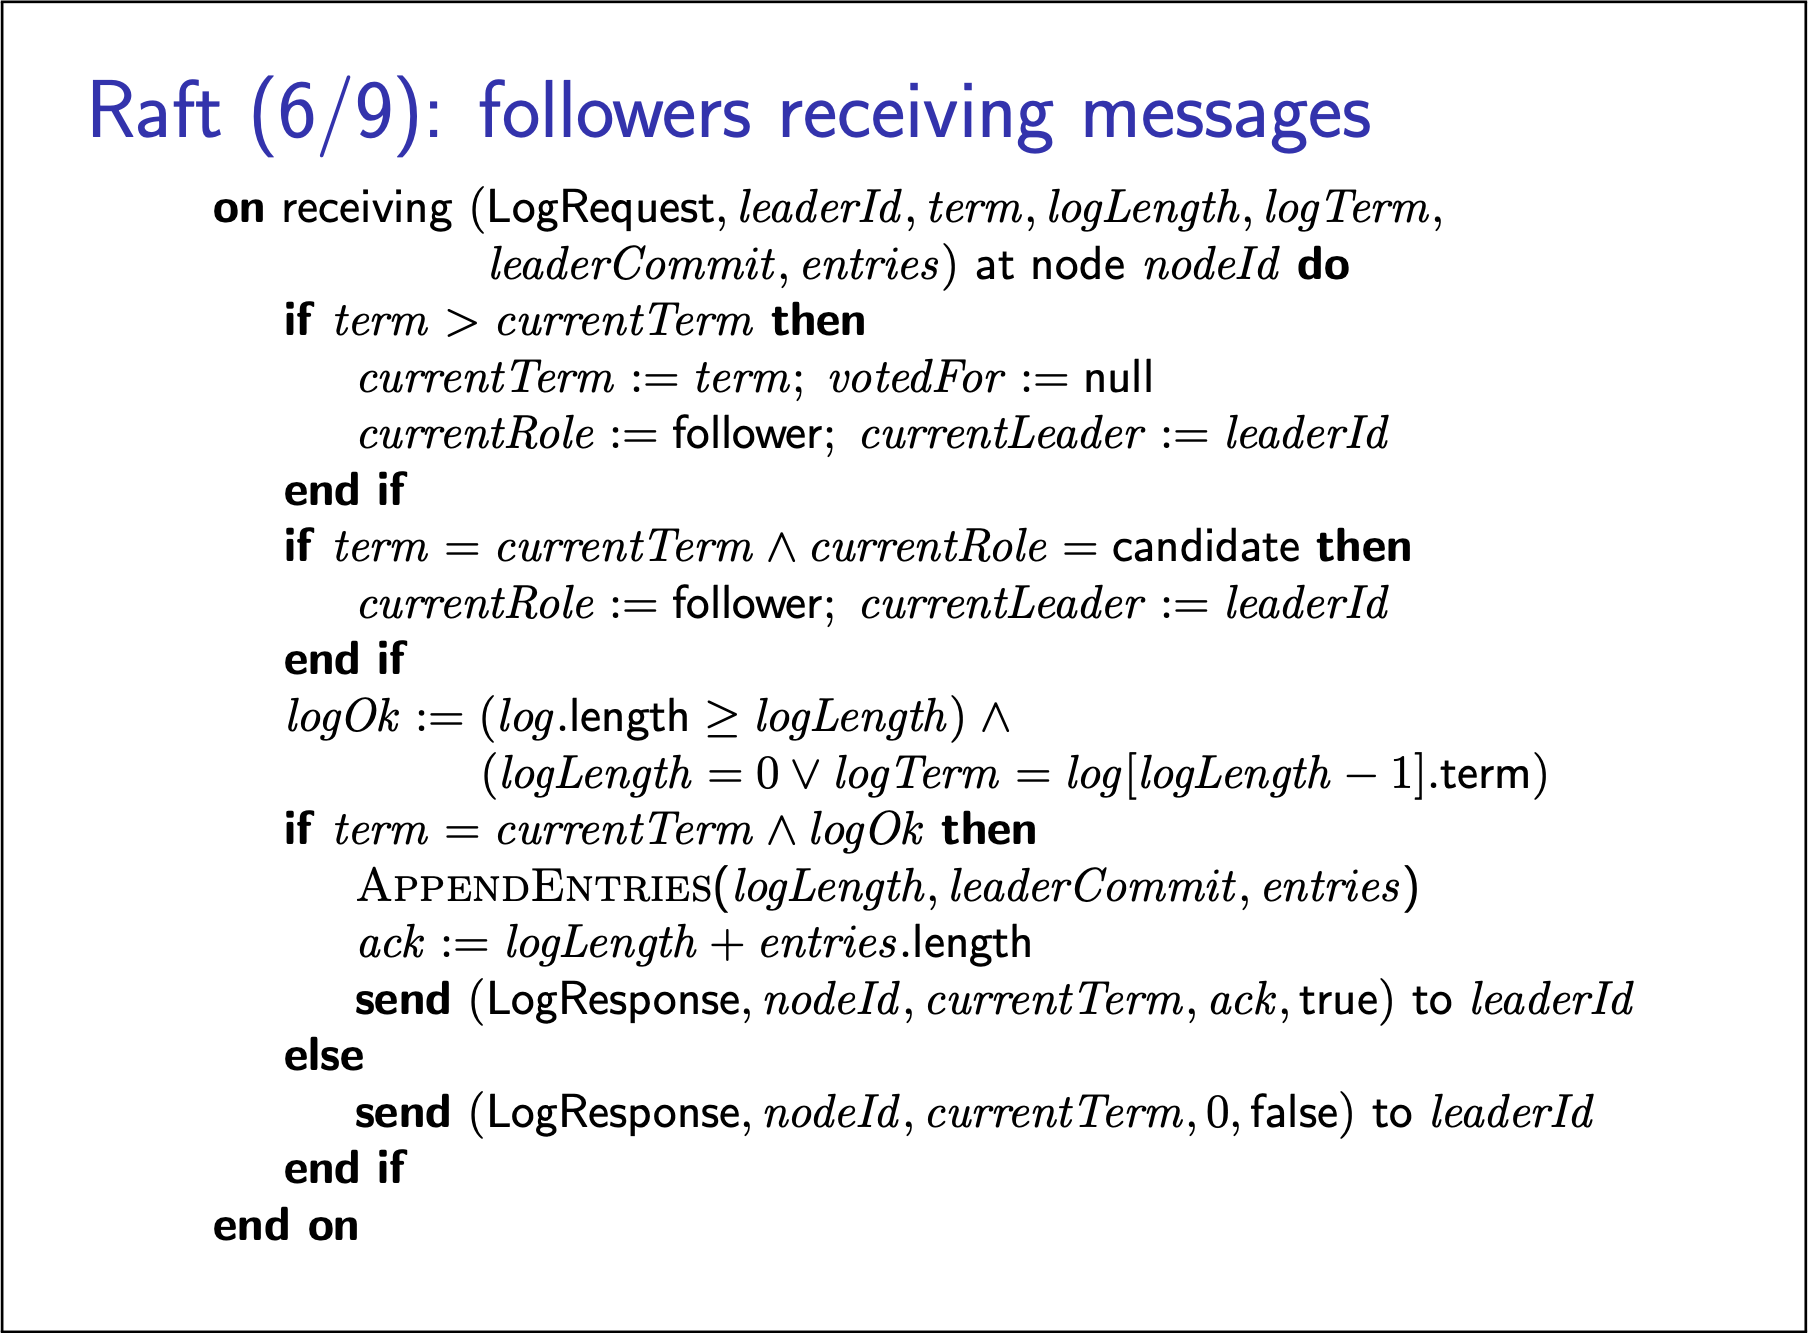 Raft (6/9): followers receiving messages
on receiving (LogRequest, leaderId, term, logLength, logTerm,
leaderCommit, entries) at node nodeId do
if term > currentTerm then
currentTerm := term; votedFor := null
currentRole := follower; currentLeader := leaderId
end if
if term = currentTerm ∧ currentRole = candidate then
currentRole := follower; currentLeader := leaderId
end if
logOk := (log.length ≥ logLength) ∧
(logLength = 0 ∨ logTerm = log[logLength − 1].term)
if term = currentTerm ∧ logOk then
AppendEntries(logLength, leaderCommit, entries)
ack := logLength + entries.length
send (LogResponse, nodeId, currentTerm, ack, true) to leaderId
else
send (LogResponse, nodeId, currentTerm, 0, false) to leaderId
end if
end on